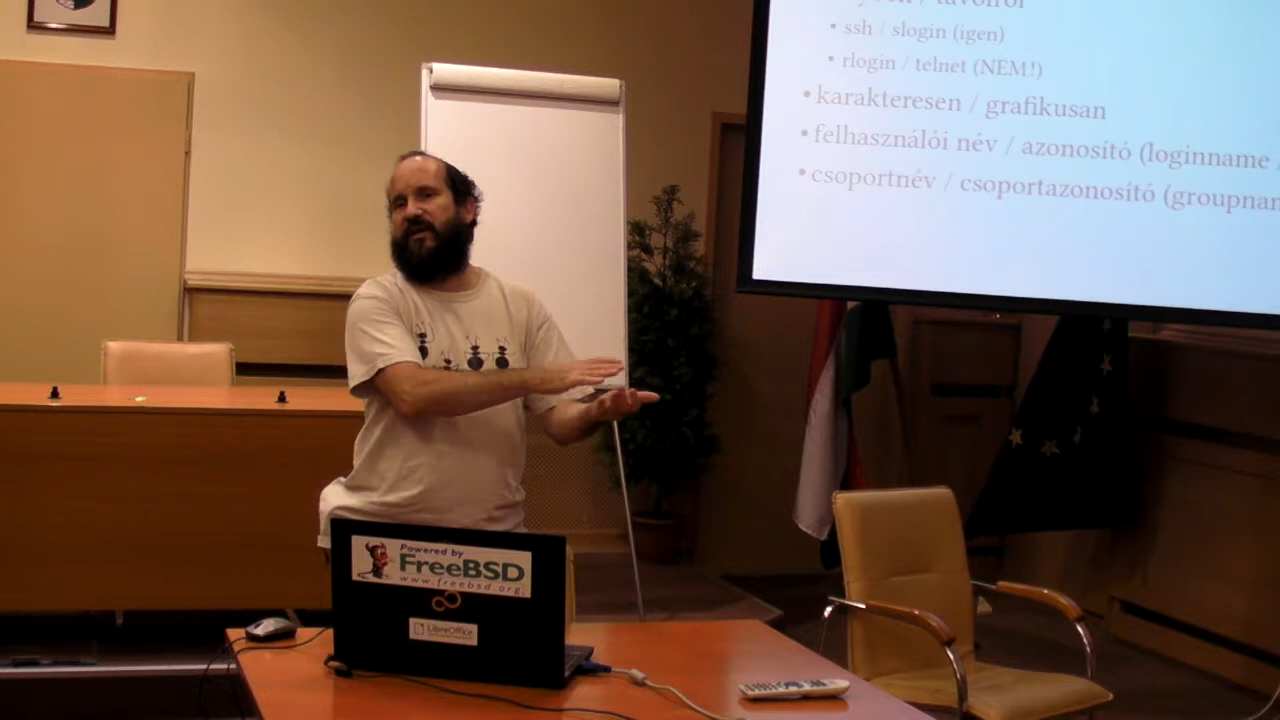 ssh / slogin (igen)
rlogin / telnet (NEM!)
karakteresen / grafikusan
felhasználói név / azonosító (loginname /
csoportnév / csoportazonosító (groupnam
Powered by
FreeBSD
www.freebsd.org
LibreOffice